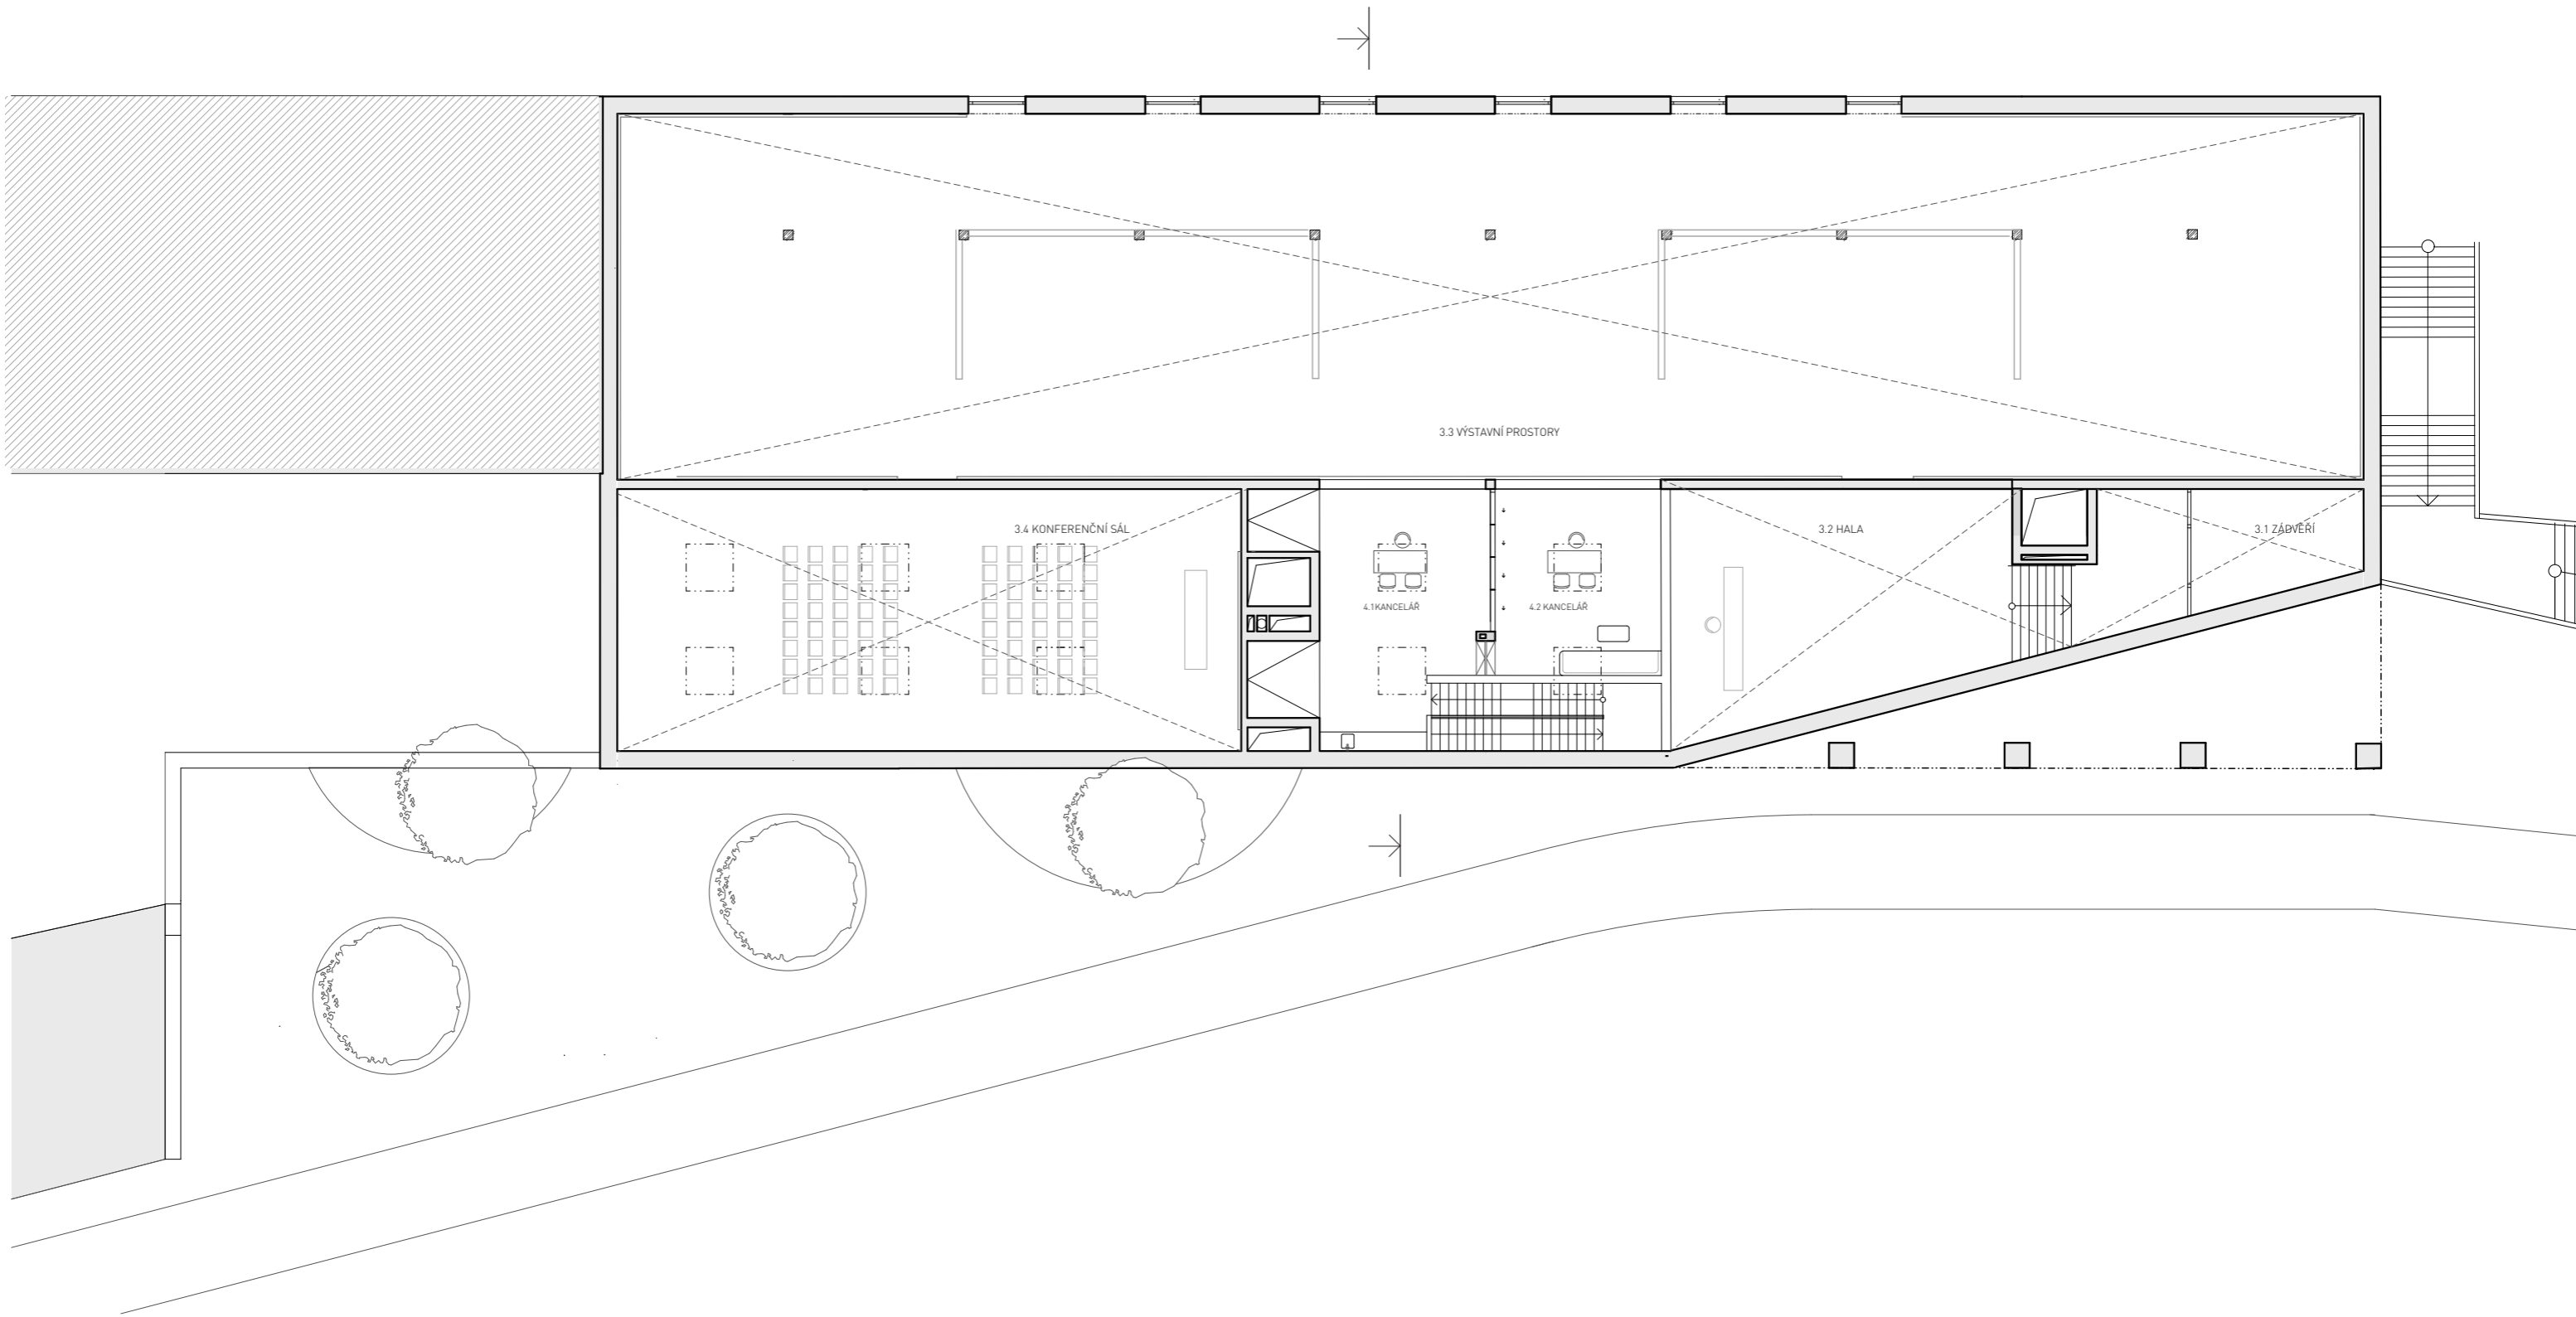 3.3 VÝSTAVNÍ PROSTORY
3.4 KONFERENČNÍ SÁL
3.2 HALA
3.1 ZÁDVEŘÍ
4.1KANCELÁŘ
4.2 KANCELÁŘ